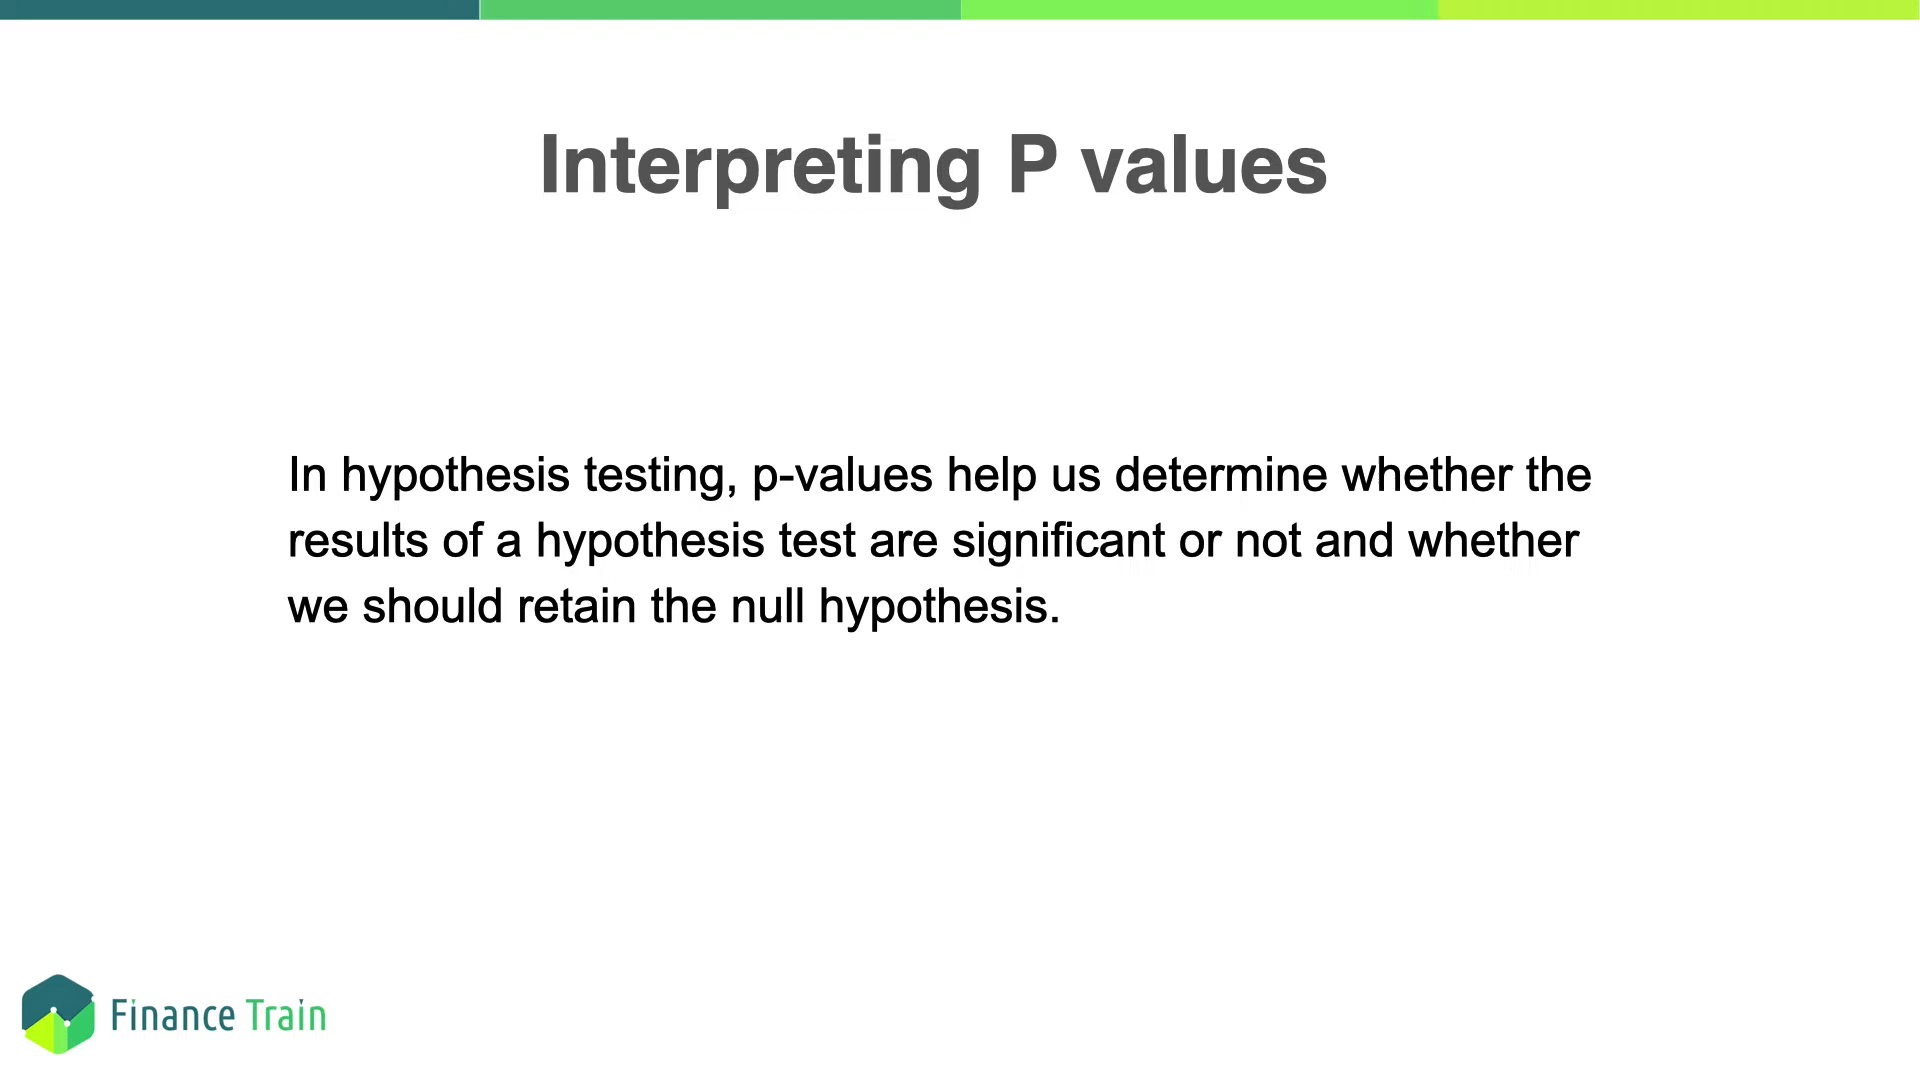 Interpreting P values
In hypothesis testing, p-values help us determine whether the
results of a hypothesis test are significant or not and whether
we should retain the null hypothesis.
Finance Train